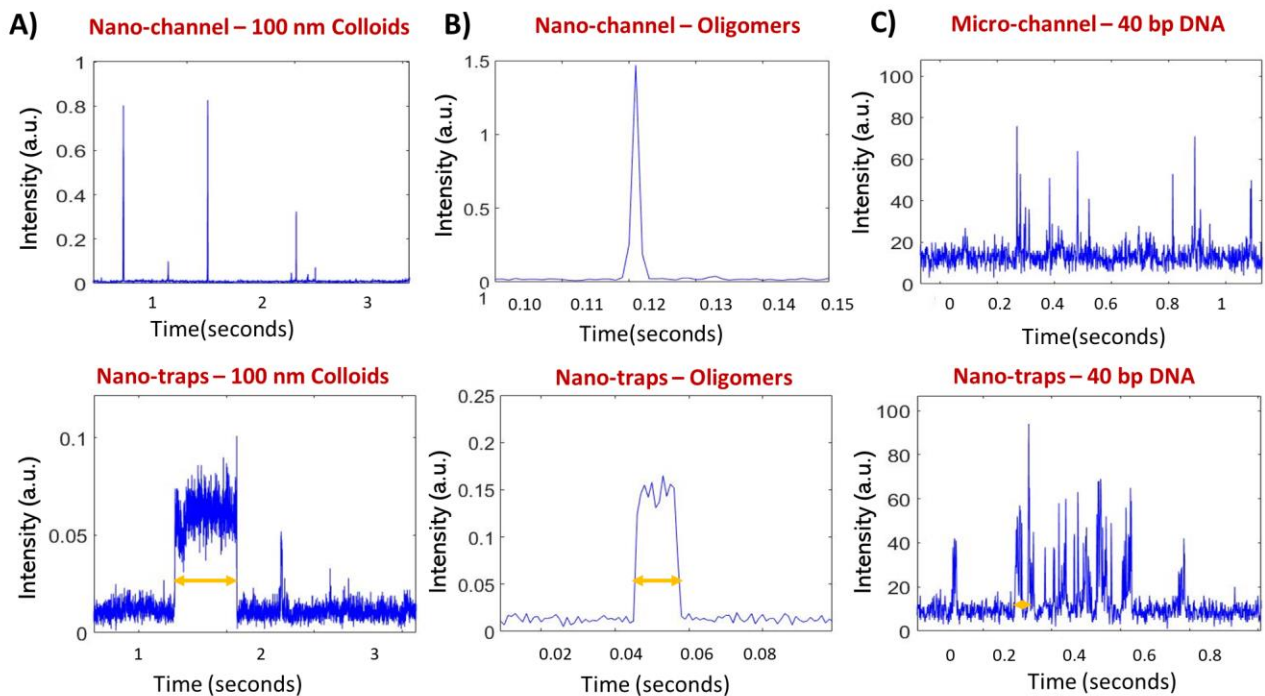 A)
Nano-channel – 100 nm Colloids
Intensity (a.u.)
1
0.8
0.6
0.4
0.2
0
1 2 3
Time(seconds)
B)
Nano-channel – Oligomers
Intensity (a.u.)
1.5
1.0
0.5
0
1 0.10 0.11 0.12 0.13 0.14 0.15
Time(seconds)
C)
Micro-channel – 40 bp DNA
Intensity (a.u.)
100
80
60
40
20
0
0 0.2 0.4 0.6 0.8 1
Time(seconds)
Nano-traps – 100 nm Colloids
Intensity (a.u.)
0.1
0.05
0
1 2 3
Time (seconds)
Nano-traps – Oligomers
Intensity (a.u.)
0.25
0.20
0.15
0.10
0.05
0
0.02 0.04 0.06 0.08
Time (seconds)
Nano-traps – 40 bp DNA
Intensity (a.u.)
100
80
60
40
20
0
0 0.2 0.4 0.6 0.8
Time (seconds)